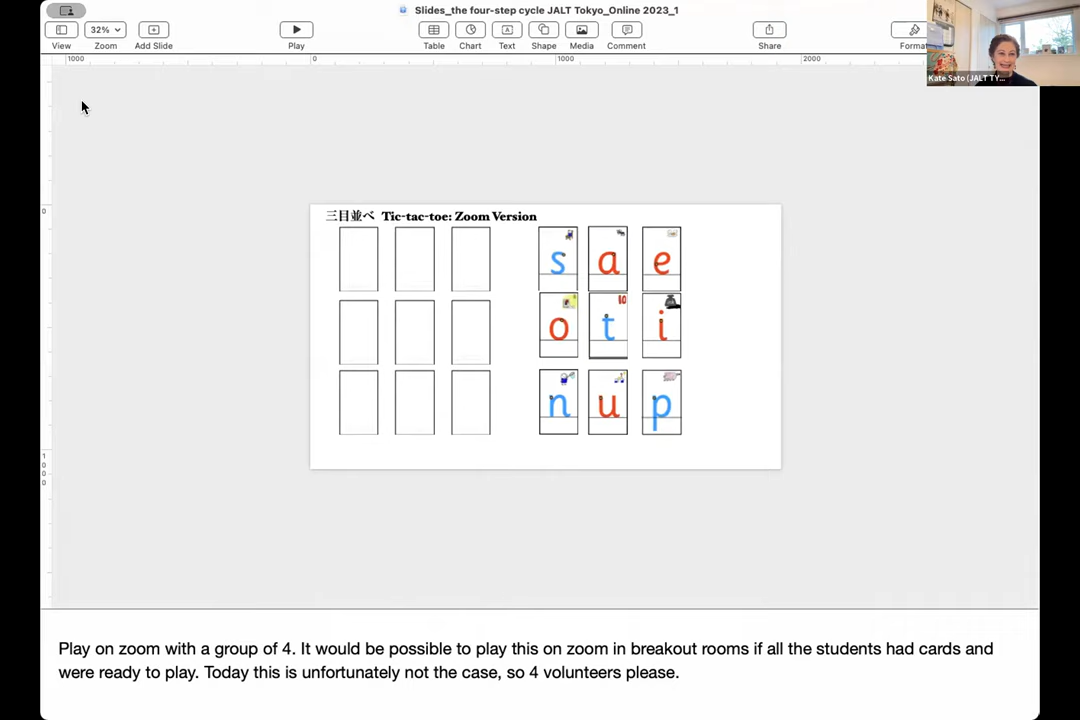 Slides_the four-step cycle JALT Tokyo_Online 2023_1
32%
View Zoom Add Slide Play Table Chart Text Shape Media Comment Share Format
Kate Sato (JALT TY...
1000 0 1000 2000
0
1000
三目並べ Tic-tac-toe: Zoom Version
s a e
10
o t i
n u p
Play on zoom with a group of 4. It would be possible to play this on zoom in breakout rooms if all the students had cards and
were ready to play. Today this is unfortunately not the case, so 4 volunteers please.